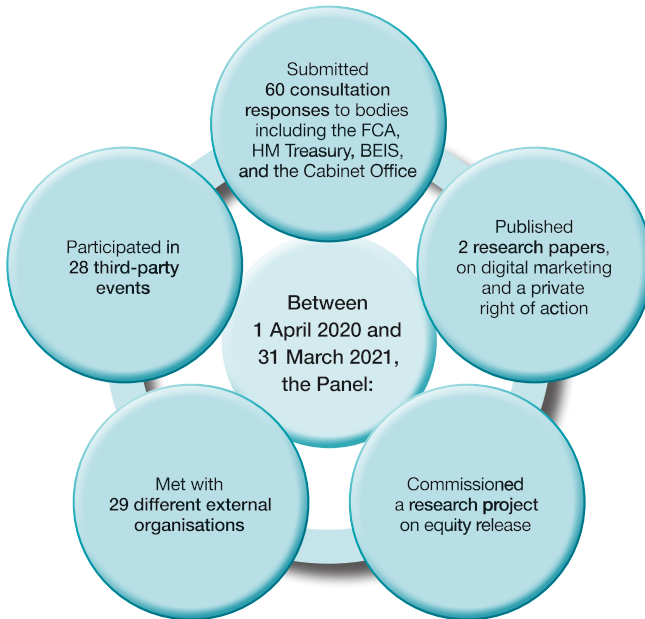 Submitted
60 consultation
responses to bodies
including the FCA,
HM Treasury, BEIS,
and the Cabinet Office
Published
2 research papers,
on digital marketing
and a private
right of action
Commissioned
a research project
on equity release
Met with
29 different external
organisations
Participated in
28 third-party
events
Between
1 April 2020 and
31 March 2021,
the Panel: